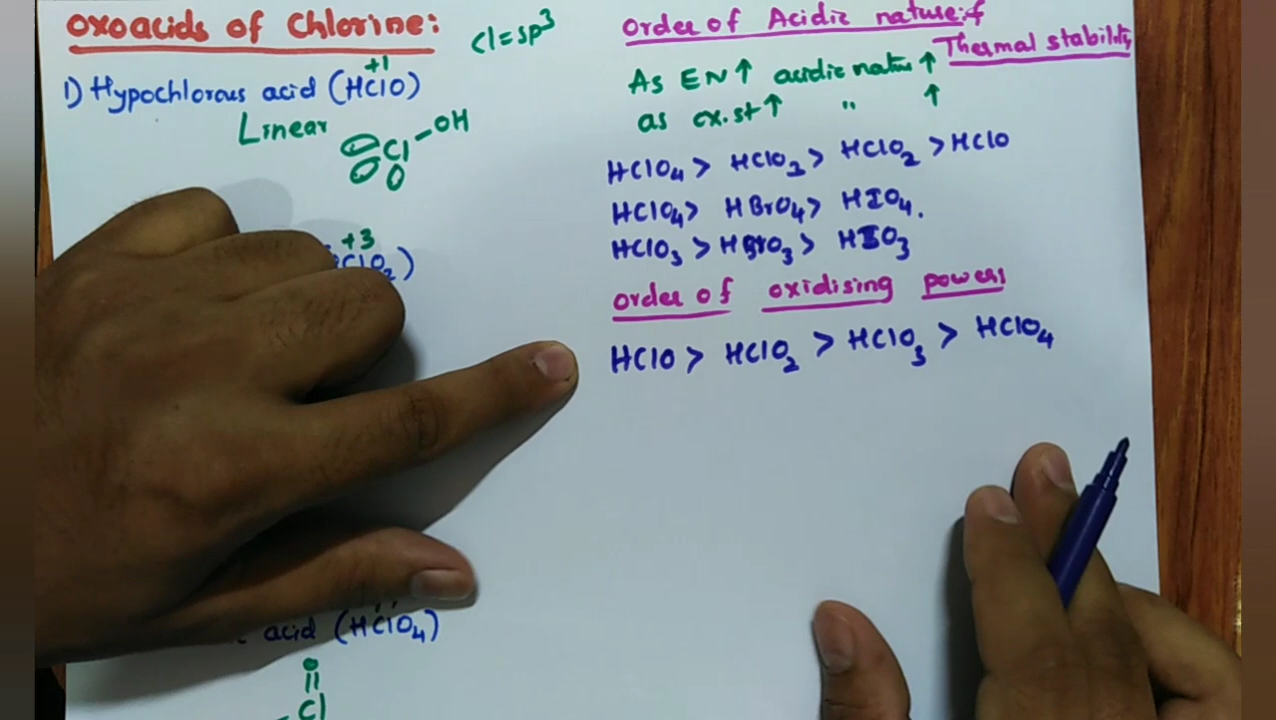 Oxoacids of Chlorine:
Cl = sp³
1) Hypochlorous acid (HClO)
+1
Linear
Cl-OH
+3
ClO₂)
acid (HClO₄)
O
Cl
Order of Acidic nature:f
Thermal stability
As EN↑ acidic nature ↑
as ox.st↑ " ↑
HClO₄ > HClO₃ > HClO₂ > HClO
HClO₄ > HBrO₄ > HIO₄.
HClO₃ > HBrO₃ > HIO₃
Order of oxidising power:
HClO > HClO₂ > HClO₃ > HClO₄